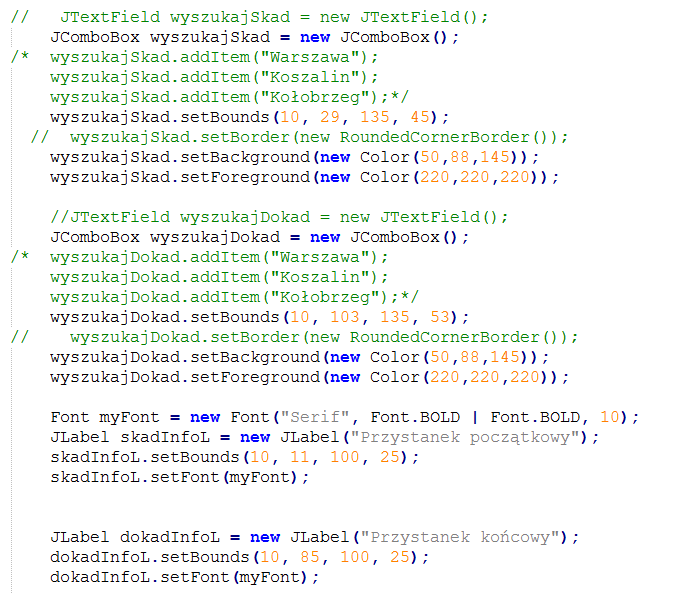 //   JTextField wyszukajSkad = new JTextField();
    JComboBox wyszukajSkad = new JComboBox();
/*  wyszukajSkad.addItem("Warszawa");
    wyszukajSkad.addItem("Koszalin");
    wyszukajSkad.addItem("Kołobrzeg");*/
    wyszukajSkad.setBounds(10, 29, 135, 45);
  //  wyszukajSkad.setBorder(new RoundedCornerBorder());
    wyszukajSkad.setBackground(new Color(50,88,145));
    wyszukajSkad.setForeground(new Color(220,220,220));
    //JTextField wyszukajDokad = new JTextField();
    JComboBox wyszukajDokad = new JComboBox();
/*  wyszukajDokad.addItem("Warszawa");
    wyszukajDokad.addItem("Koszalin");
    wyszukajDokad.addItem("Kołobrzeg");*/
    wyszukajDokad.setBounds(10, 103, 135, 53);
//    wyszukajDokad.setBorder(new RoundedCornerBorder());
    wyszukajDokad.setBackground(new Color(50,88,145));
    wyszukajDokad.setForeground(new Color(220,220,220));
    Font myFont = new Font("Serif", Font.BOLD | Font.BOLD, 10);
    JLabel skadInfoL = new JLabel("Przystanek początkowy");
    skadInfoL.setBounds(10, 11, 100, 25);
    skadInfoL.setFont(myFont);
    JLabel dokadInfoL = new JLabel("Przystanek końcowy");
    dokadInfoL.setBounds(10, 85, 100, 25);
    dokadInfoL.setFont(myFont);